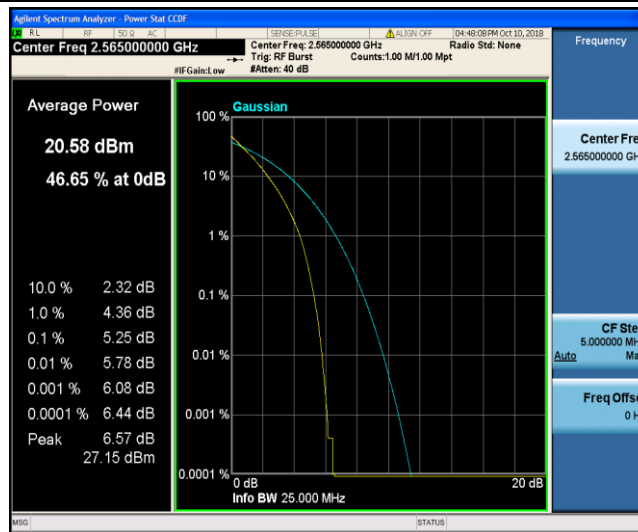 Agilent Spectrum Analyzer - Power Stat CCDF
RL RF 50 Ω AC SENSE:PULSE ALIGN OFF 04:48:08 PM Oct 10, 2018
Center Freq 2.565000000 GHz
Center Freq: 2.565000000 GHz Radio Std: None
Trig: RF Burst Counts:1.00 M/1.00 Mpt
#IFGain:Low #Atten: 40 dB
Frequency
Average Power
20.58 dBm
46.65 % at 0dB
10.0 % 2.32 dB
1.0 % 4.36 dB
0.1 % 5.25 dB
0.01 % 5.78 dB
0.001 % 6.08 dB
0.0001 % 6.44 dB
Peak 6.57 dB
27.15 dBm
Gaussian
100 %
10 %
1 %
0.1 %
0.01 %
0.001 %
0.0001 %
0 dB 20 dB
Info BW 25.000 MHz
Center Fre
2.565000000 GH
CF Ste
5.000000 MH
Auto Ma
Freq Offse
0 H
MSG STATUS